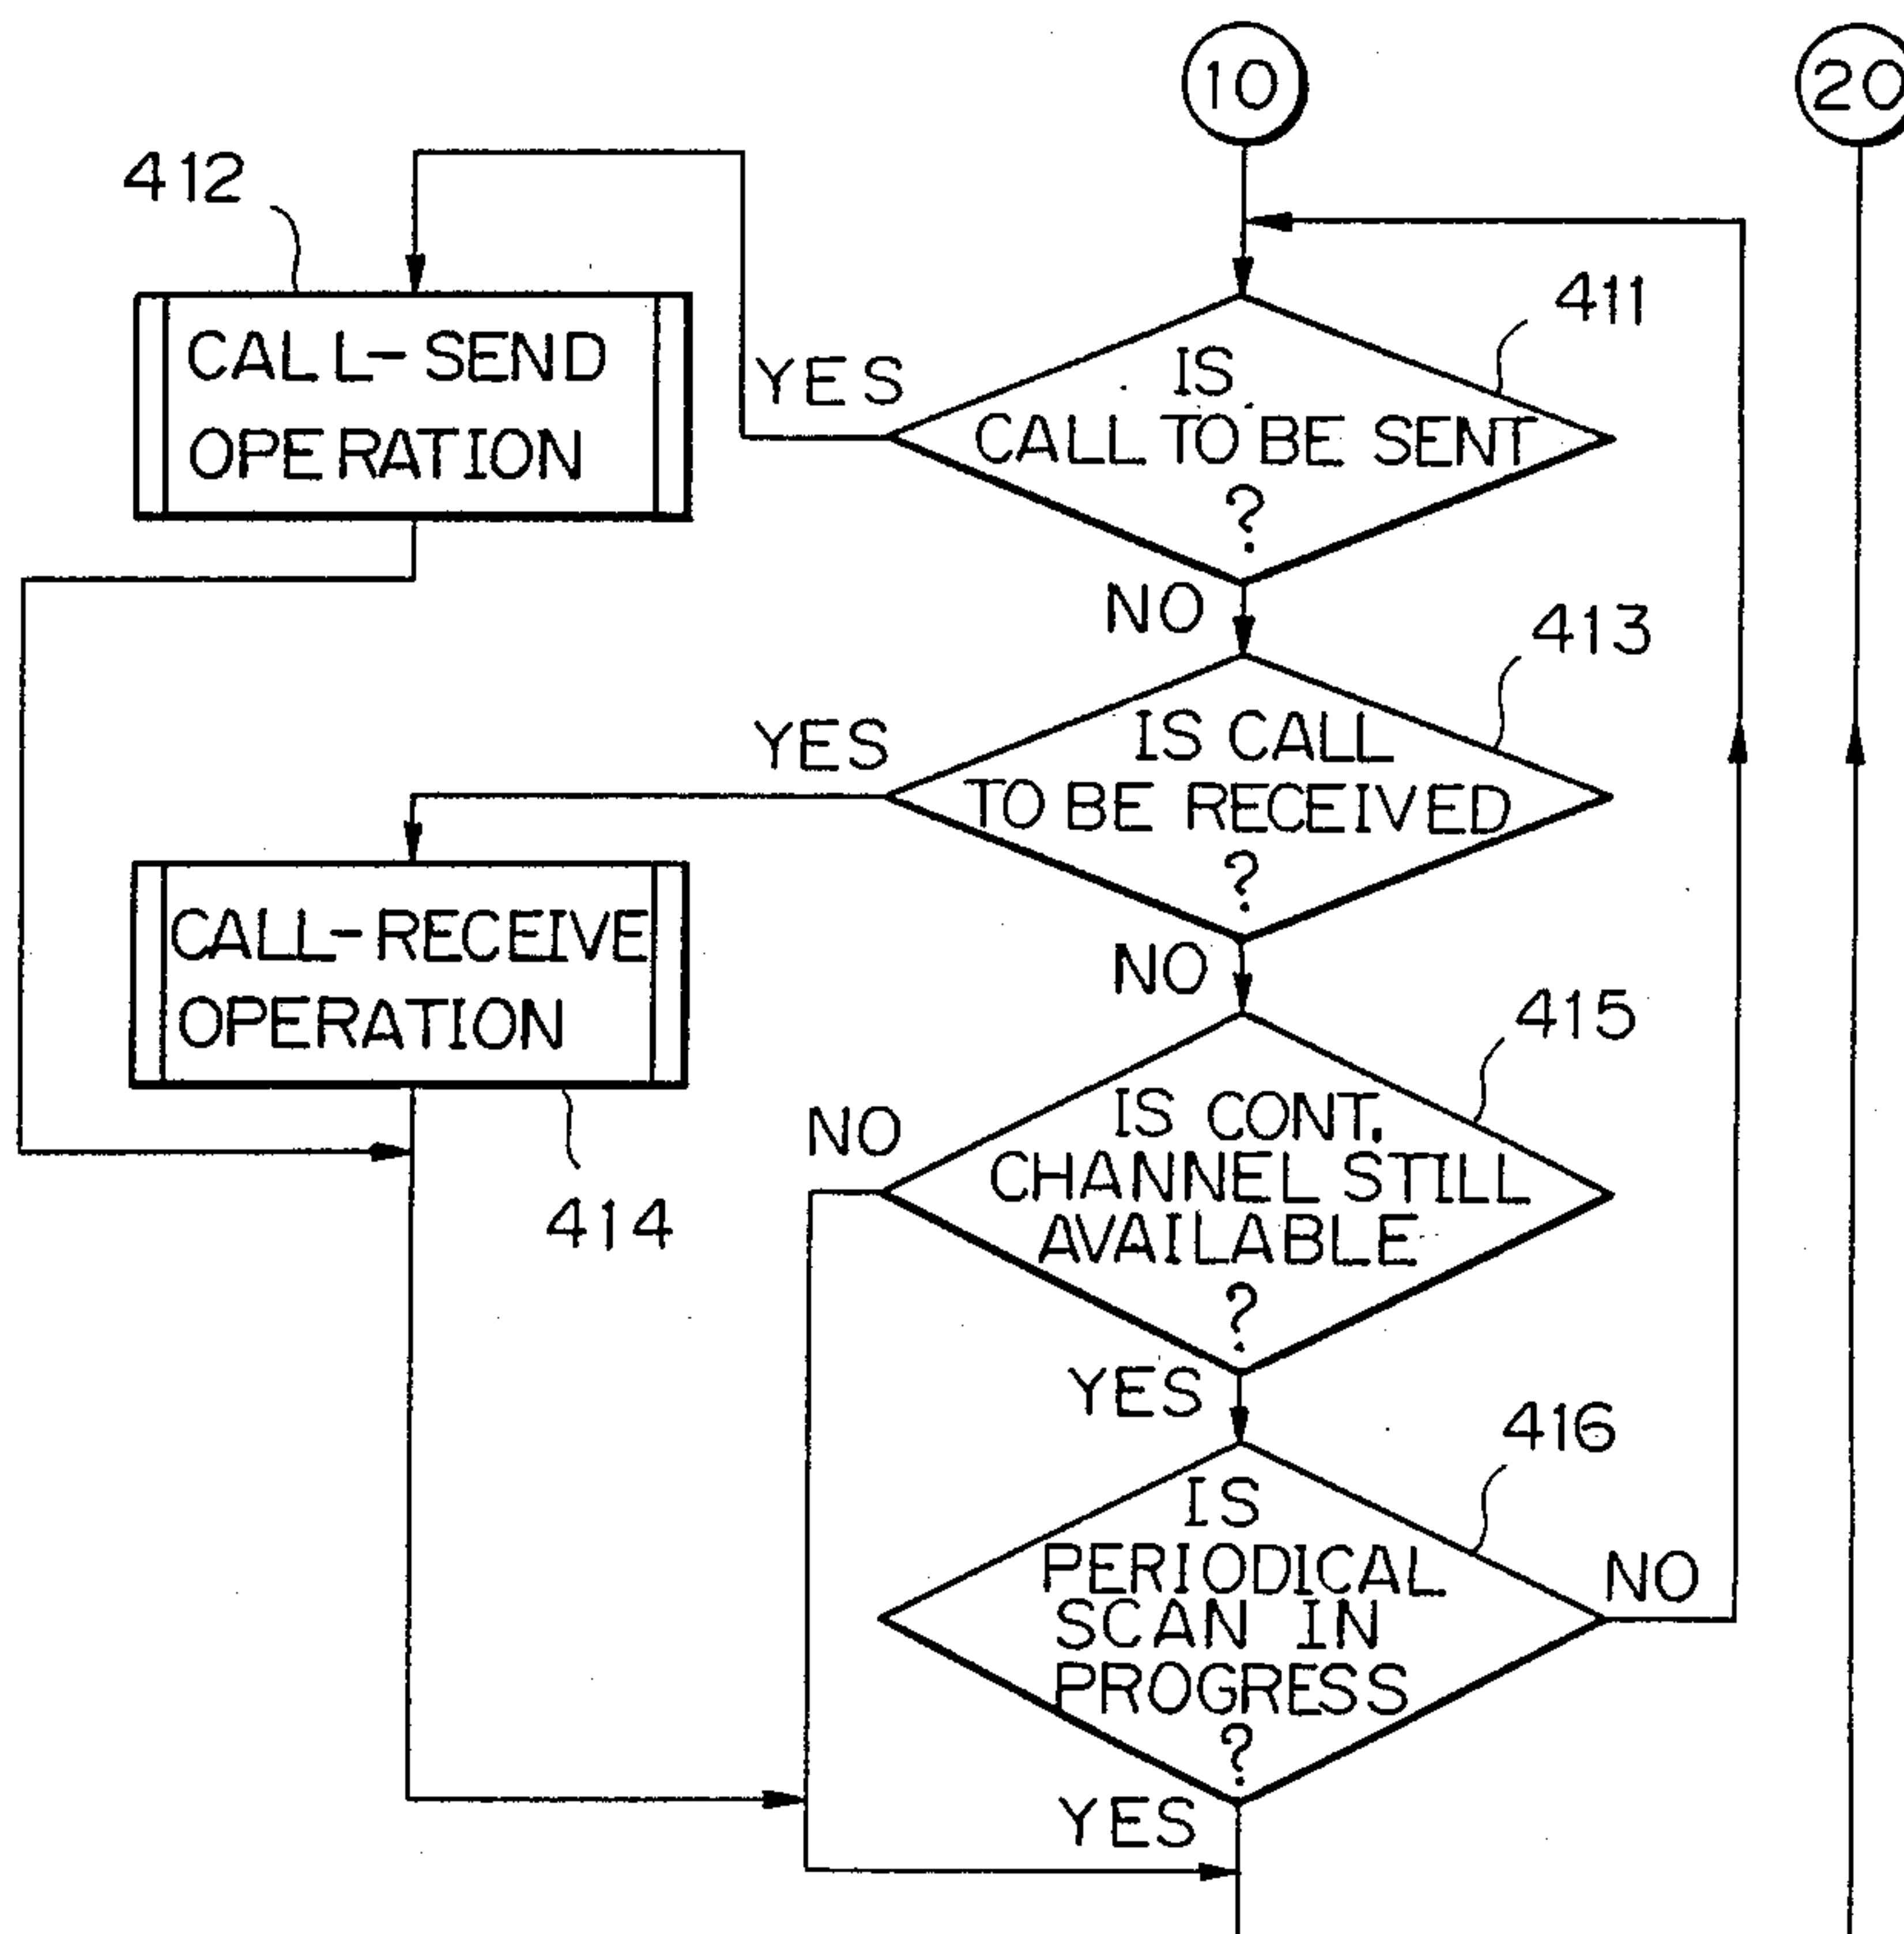 10
20
412
411
CALL-SEND
OPERATION
YES
IS
CALL TO BE SENT
?
NO
413
YES
IS CALL
TO BE RECEIVED
?
CALL-RECEIVE
OPERATION
NO
414
415
NO
IS CONT.
CHANNEL STILL
AVAILABLE
?
YES
416
IS
PERIODICAL
SCAN IN
PROGRESS
?
NO
YES